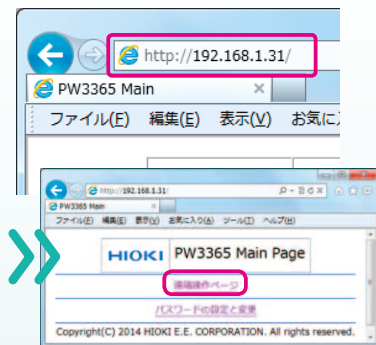 http://192.168.1.31/
PW3365 Main
ファイル(F) 編集(E) 表示(V) お気に
http://192.168.1.31/
PW3365 Main
ファイル(F) 編集(E) 表示(V) お気に入り(A) ツール(T) ヘルプ(H)
HIOKI PW3365 Main Page
遠隔操作ページ
パスワードの設定と変更
Copyright(C) 2014 HIOKI E.E. CORPORATION. All rights reserved.